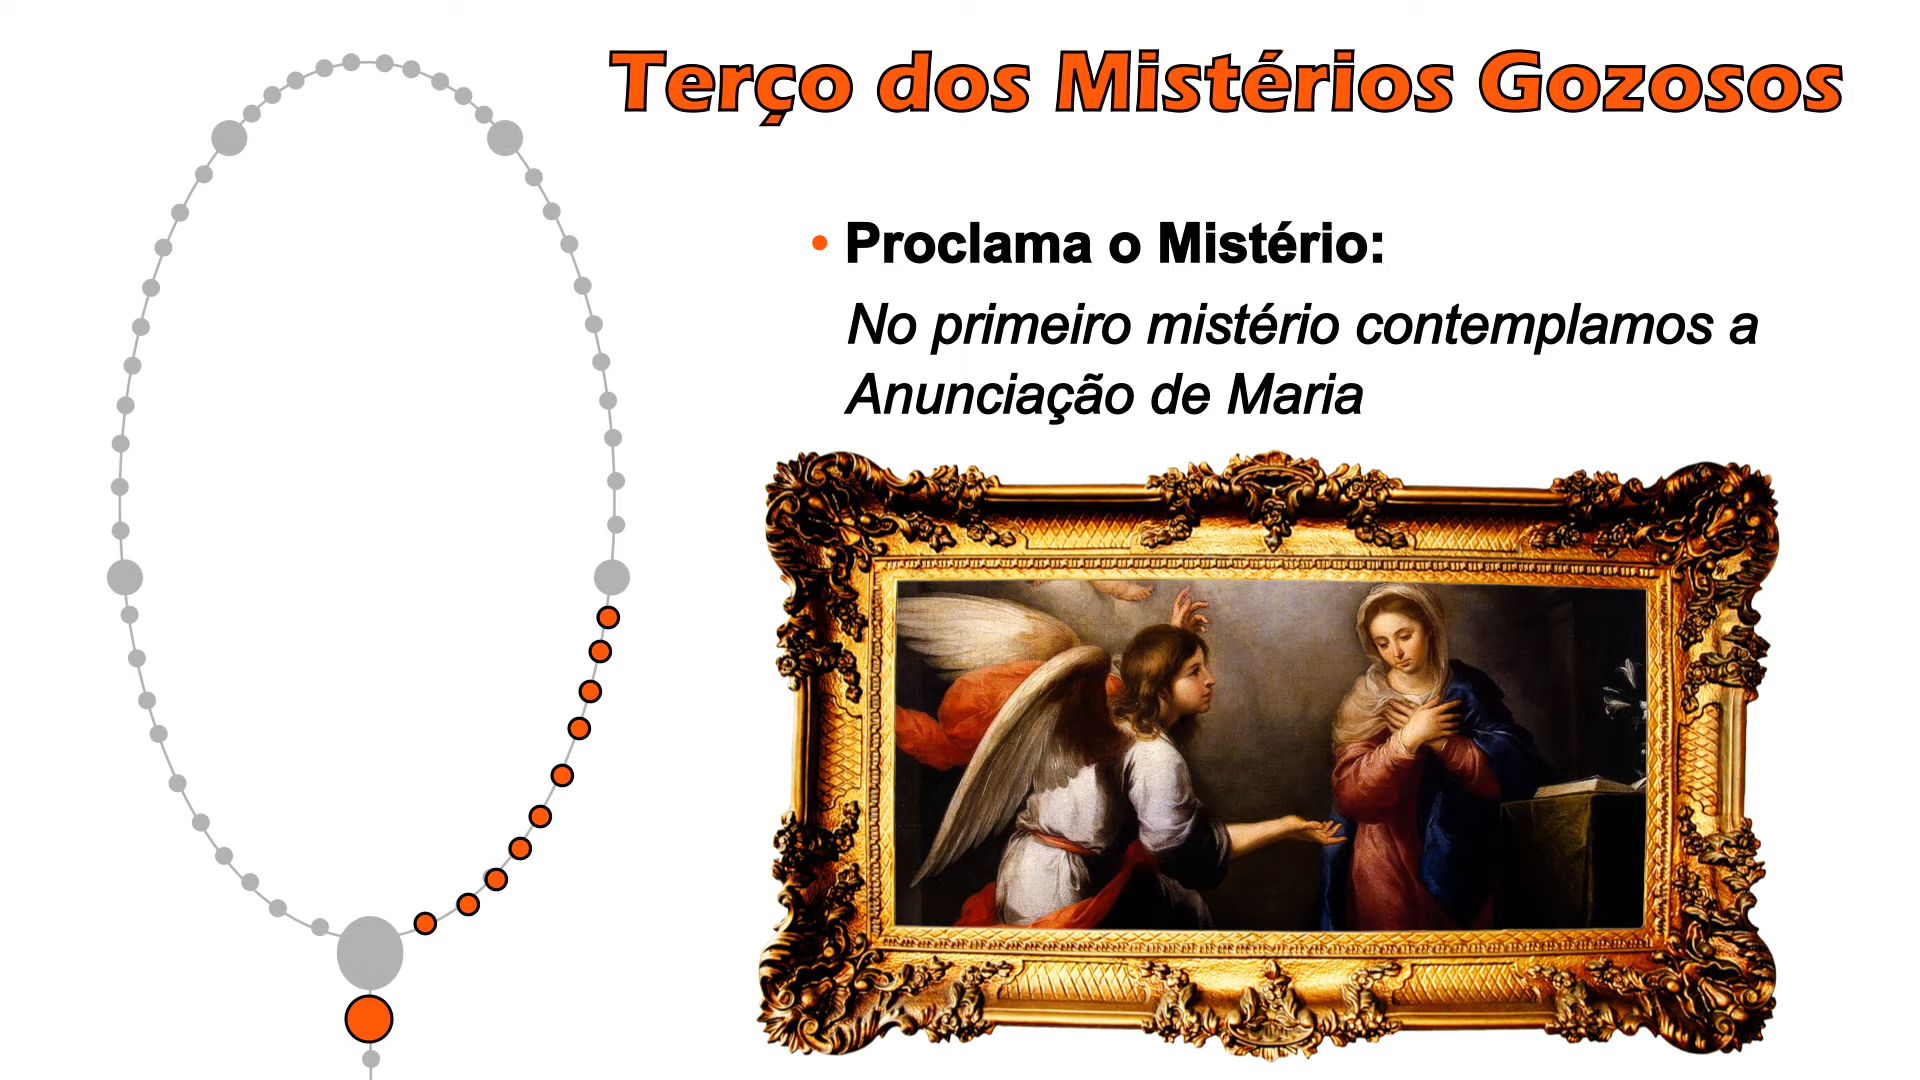 Terço dos Mistérios Gozosos
• Proclama o Mistério:
No primeiro mistério contemplamos a
Anunciação de Maria